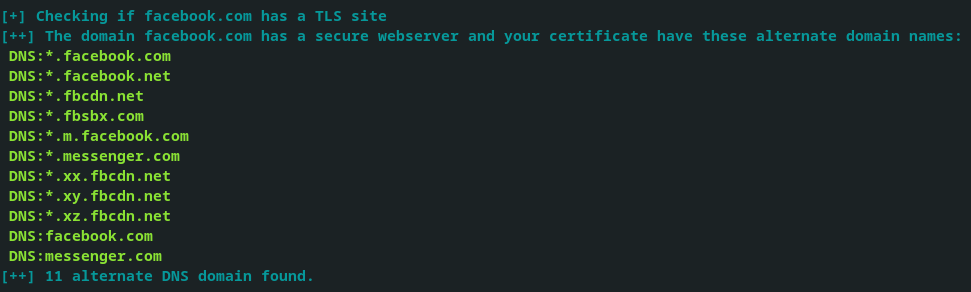 [+] Checking if facebook.com has a TLS site
[++] The domain facebook.com has a secure webserver and your certificate have these alternate domain names:
DNS:*.facebook.com
DNS:*.facebook.net
DNS:*.fbcdn.net
DNS:*.fbsbx.com
DNS:*.m.facebook.com
DNS:*.messenger.com
DNS:*.xx.fbcdn.net
DNS:*.xy.fbcdn.net
DNS:*.xz.fbcdn.net
DNS:facebook.com
DNS:messenger.com
[++] 11 alternate DNS domain found.